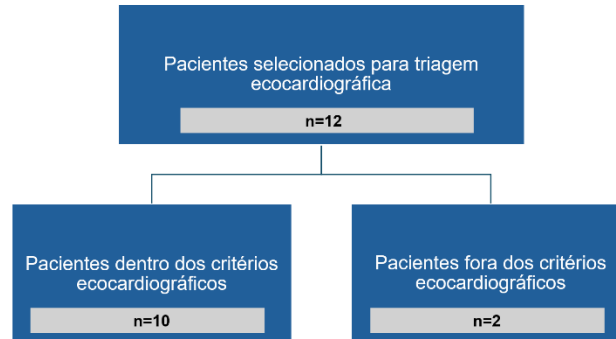 Pacientes selecionados para triagem
ecocardiográfica
n=12
Pacientes dentro dos critérios
ecocardiográficos
n=10
Pacientes fora dos critérios
ecocardiográficos
n=2